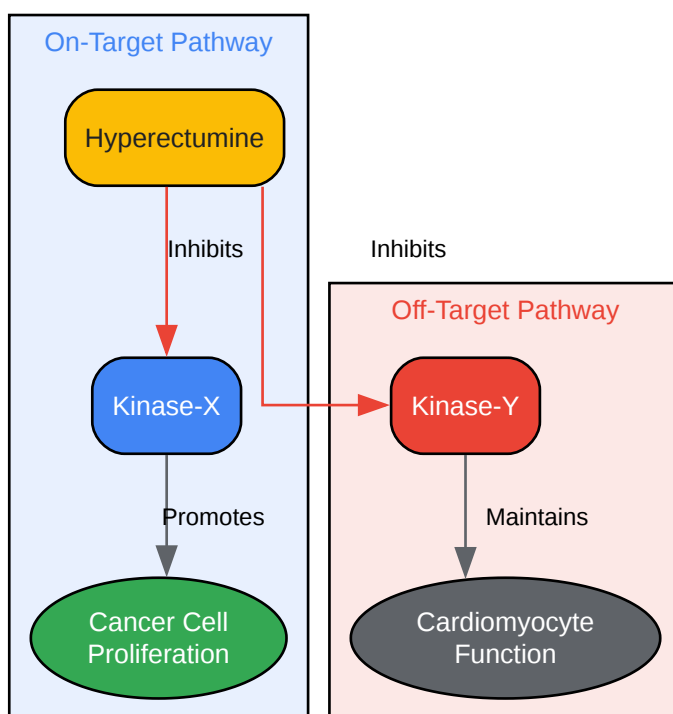 On-Target Pathway
Hyperectumine
Inhibits
Inhibits
Off-Target Pathway
Kinase-X
Kinase-Y
Promotes
Maintains
Cancer Cell
Proliferation
Cardiomyocyte
Function